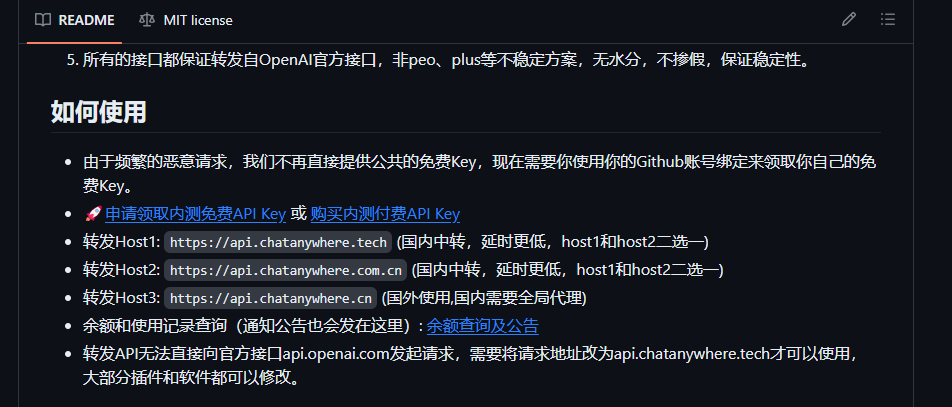 README
MIT license
5. 所有的接口都保证转发自OpenAI官方接口，非peo、plus等不稳定方案，无水分，不掺假，保证稳定性。
如何使用
由于频繁的恶意请求，我们不再直接提供公共的免费Key，现在需要你使用你的Github账号绑定来领取你自己的免
费Key。
🚀申请领取内测免费API Key 或 购买内测付费API Key
转发Host1: https://api.chatanywhere.tech (国内中转，延时更低，host1和host2二选一)
转发Host2: https://api.chatanywhere.com.cn (国内中转，延时更低，host1和host2二选一)
转发Host3: https://api.chatanywhere.cn (国外使用,国内需要全局代理)
余额和使用记录查询（通知公告也会发在这里）: 余额查询及公告
转发API无法直接向官方接口api.openai.com发起请求，需要将请求地址改为api.chatanywhere.tech才可以使用，
大部分插件和软件都可以修改。